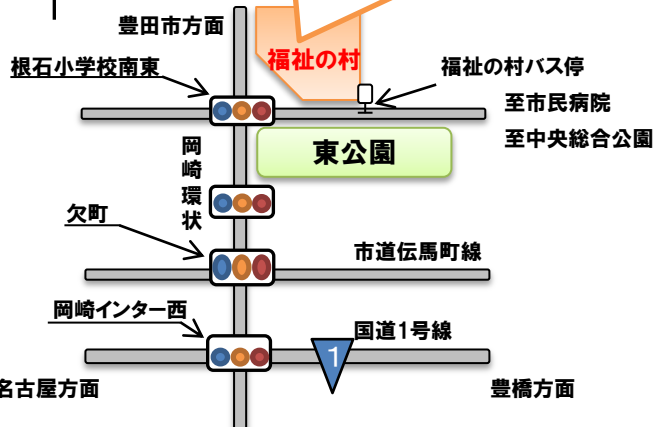 豊田市方面
福祉の村
根石小学校南東
福祉の村バス停
至市民病院
至中央総合公園
東公園
岡崎環状
欠町
市道伝馬町線
岡崎インター西
国道1号線
1
名古屋方面
豊橋方面